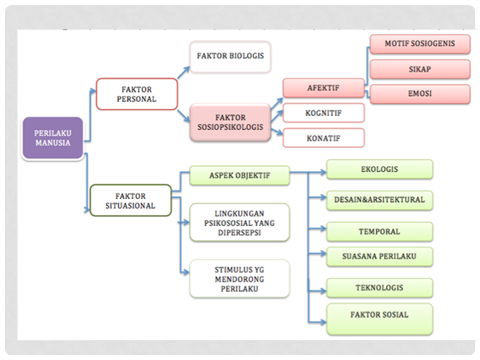 MOTIF SOSIOGENIS
FAKTOR BIOLOGIS
SIKAP
FAKTOR
PERSONAL
AFEKTIF
EMOSI
FAKTOR
SOSIOPSIKOLOGIS
KOGNITIF
PERILAKU
MANUSIA
KONATIF
ASPEK OBJEKTIF
EKOLOGIS
FAKTOR
SITUASIONAL
DESAIN&ARSITEKTURAL
LINGKUNGAN
PSIKOSOSIAL YANG
DIPERSEPSI
TEMPORAL
SUASANA PERILAKU
STIMULUS YG
MENDORONG
PERILAKU
TEKNOLOGIS
FAKTOR SOSIAL